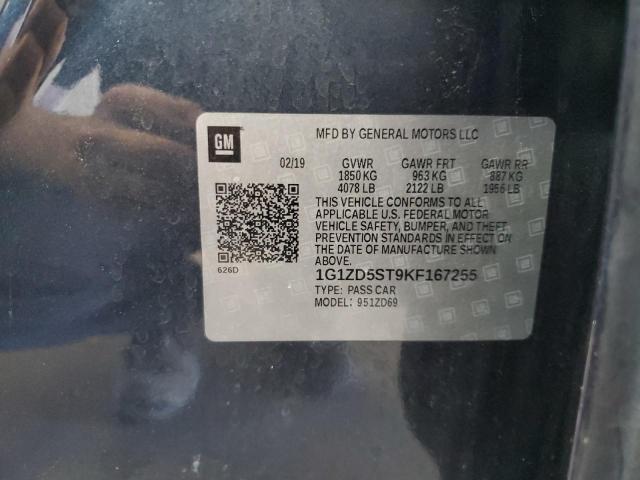 GM
MFD BY GENERAL MOTORS LLC
02/19 GVWR GAWR FRT GAWR RR
1850 KG 963 KG 887 KG
4078 LB 2122 LB 1956 LB
THIS VEHICLE CONFORMS TO ALL
APPLICABLE U.S. FEDERAL MOTOR
VEHICLE SAFETY, BUMPER, AND THEFT
PREVENTION STANDARDS IN EFFECT ON
THE DATE OF MANUFACTURE SHOWN
ABOVE.
626D
1G1ZD5ST9KF167255
TYPE: PASS CAR
MODEL: 951ZD69